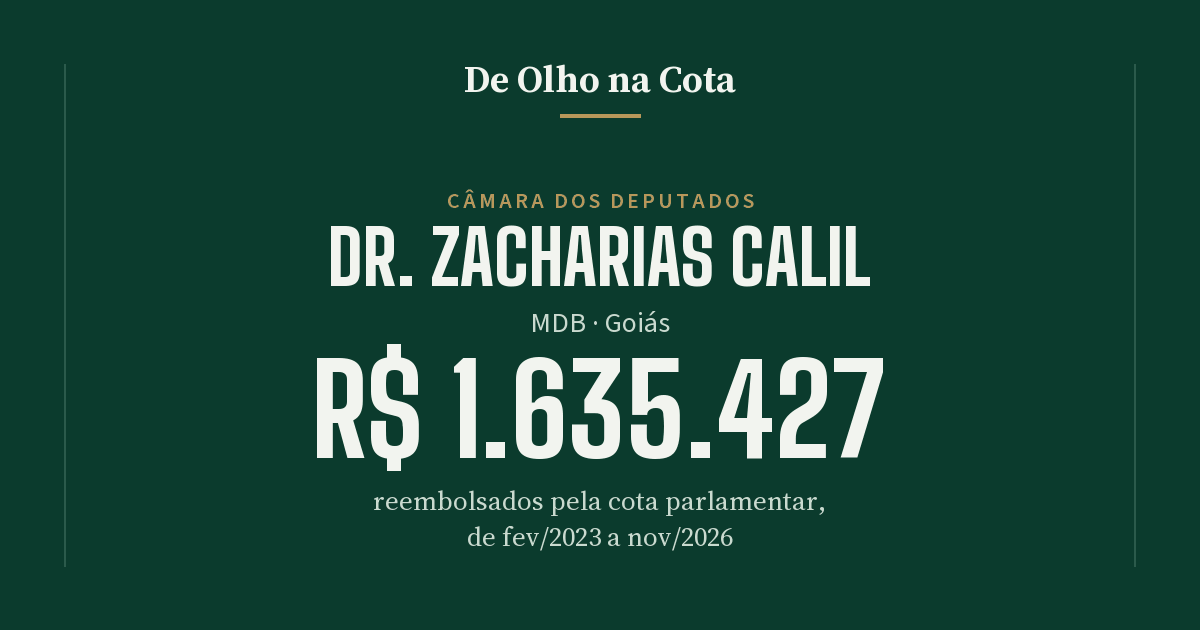 De Olho na Cota
CÂMARA DOS DEPUTADOS
DR. ZACHARIAS CALIL
MDB · Goiás
R$ 1.635.427
reembolsados pela cota parlamentar,
de fev/2023 a nov/2026